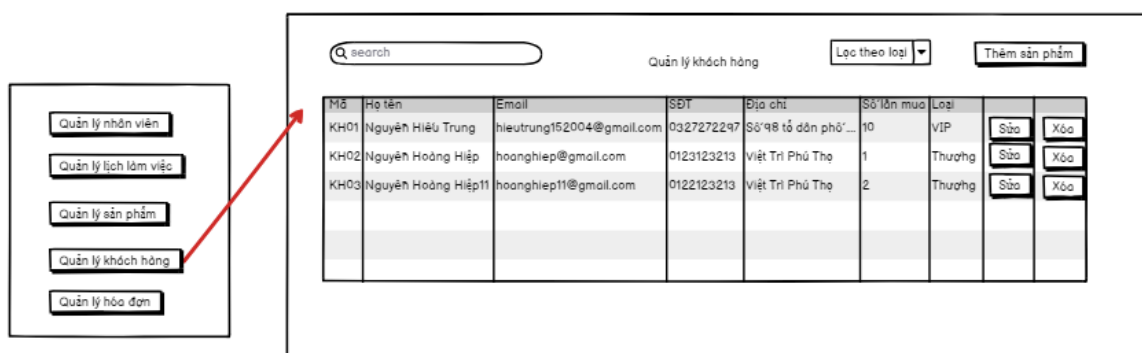 Quản lý nhân viên
Quản lý lịch làm việc
Quản lý sản phẩm
Quản lý khách hàng
Quản lý hóa đơn
search
Quản lý khách hàng
Lọc theo loại
Thêm sản phẩm
Mã Họ tên Email SĐT Địa chỉ Số lần mua Loại
KH01 Nguyễn Hiếu Trung hieutrung152004@gmail.com 0327272297 Số 98 tổ dân phố ... 10 VIP Sửa Xóa
KH02 Nguyễn Hoàng Hiệp hoanghiep@gmail.com 0123123213 Việt Trì Phú Thọ 1 Thường Sửa Xóa
KH03 Nguyễn Hoàng Hiệp11 hoanghiep11@gmail.com 0122123213 Việt Trì Phú Thọ 2 Thường Sửa Xóa